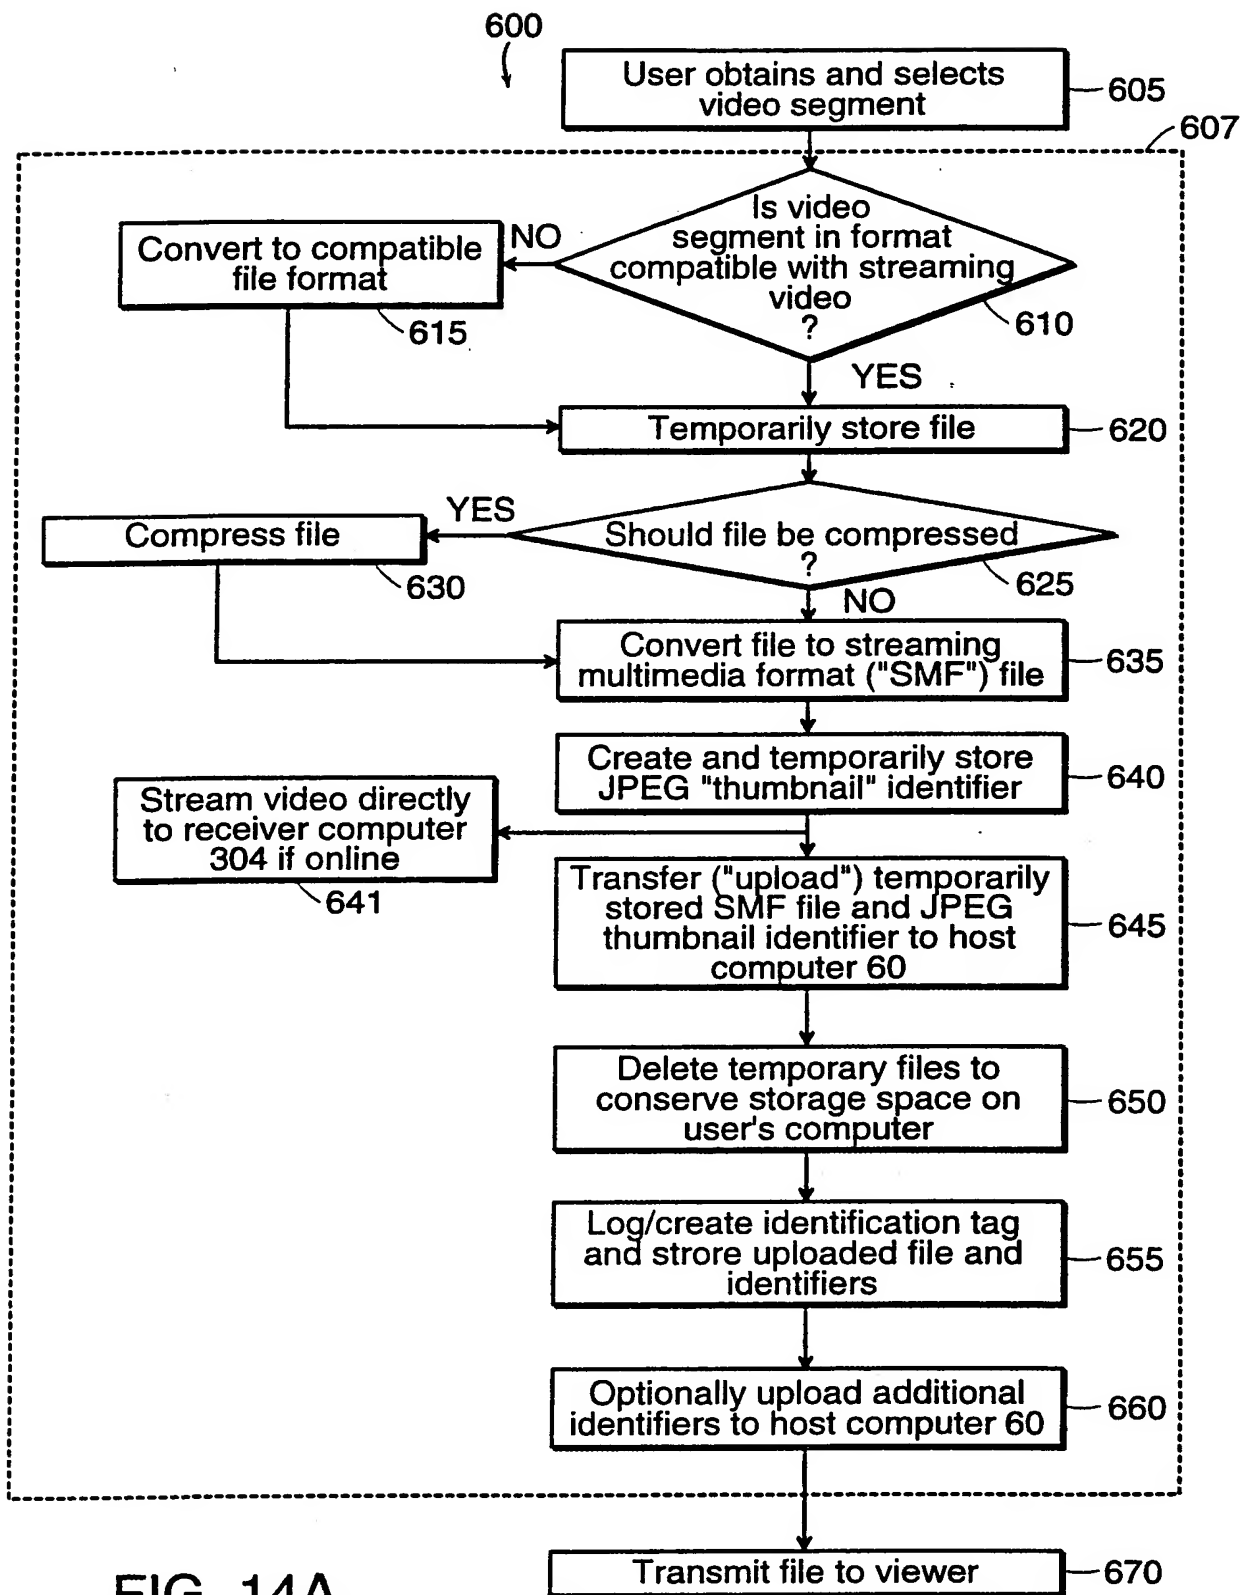 600
User obtains and selects
video segment
605
607
Is video
segment in format
compatible with streaming
video
?
610
NO
Convert to compatible
file format
615
YES
Temporarily store file
620
Should file be compressed
?
625
YES
Compress file
630
NO
Convert file to streaming
multimedia format ("SMF") file
635
Create and temporarily store
JPEG "thumbnail" identifier
640
Stream video directly
to receiver computer
304 if online
641
Transfer ("upload") temporarily
stored SMF file and JPEG
thumbnail identifier to host
computer 60
645
Delete temporary files to
conserve storage space on
user's computer
650
Log/create identification tag
and strore uploaded file and
identifiers
655
Optionally upload additional
identifiers to host computer 60
660
Transmit file to viewer
670
FIG. 14A